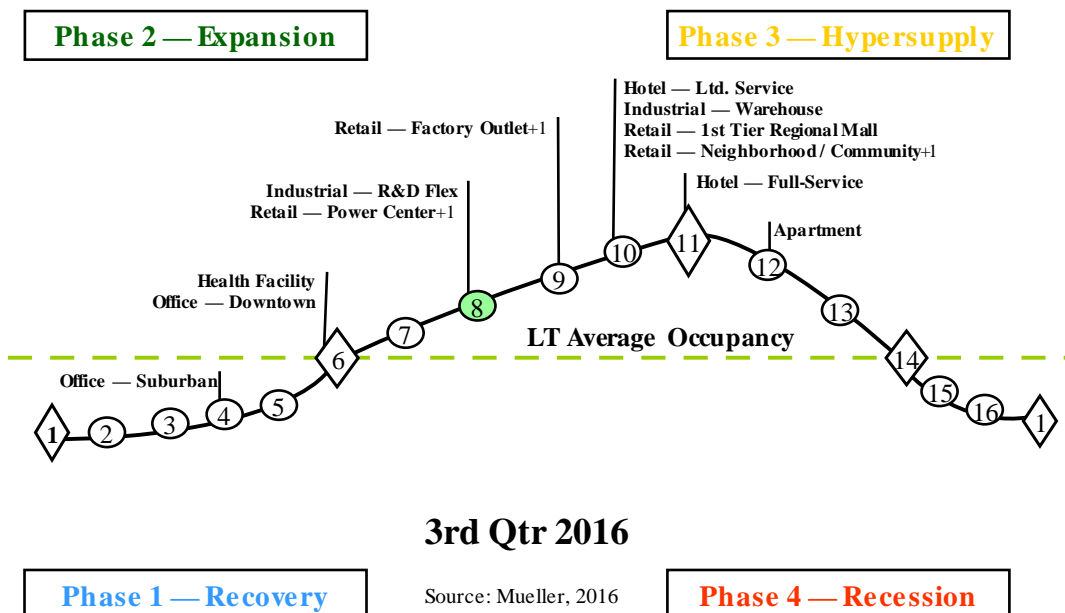 Phase 2 — Expansion
Phase 3 — Hypersupply
Hotel — Ltd. Service
Industrial — Warehouse
Retail — 1st Tier Regional Mall
Retail — Neighborhood / Community+1
Retail — Factory Outlet+1
Hotel — Full-Service
Industrial — R&D Flex
Retail — Power Center+1
Apartment
Health Facility
Office — Downtown
LT Average Occupancy
Office — Suburban
1
2
3
4
5
6
7
8
9
10
11
12
13
14
15
16
1
3rd Qtr 2016
Phase 1 — Recovery
Source: Mueller, 2016
Phase 4 — Recession